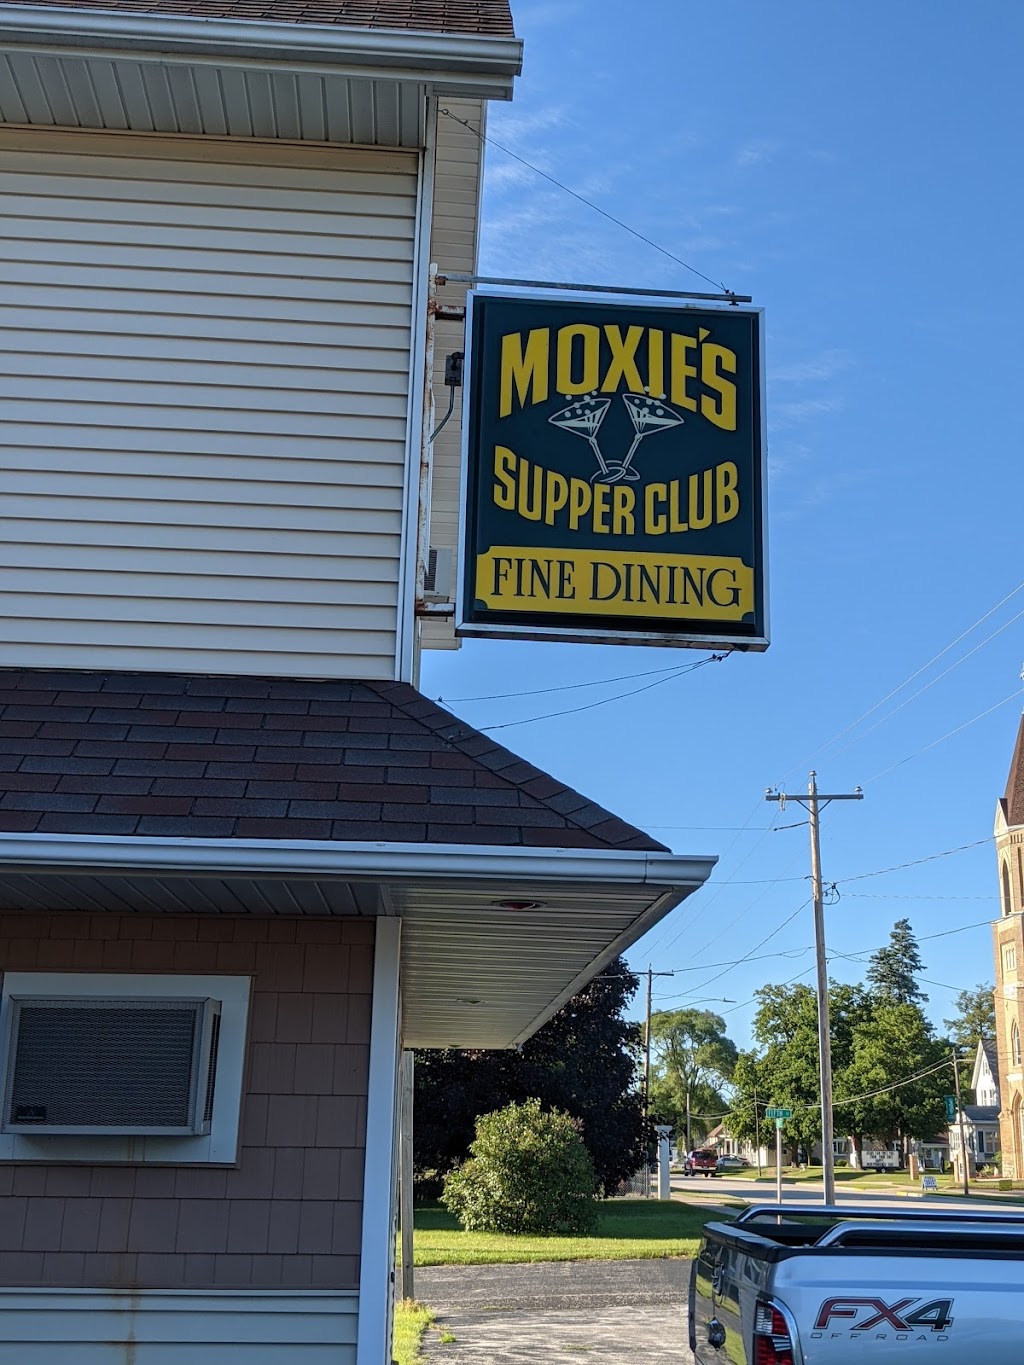 MOXIE'S
SUPPER CLUB
FINE DINING
FX4
OFF ROAD